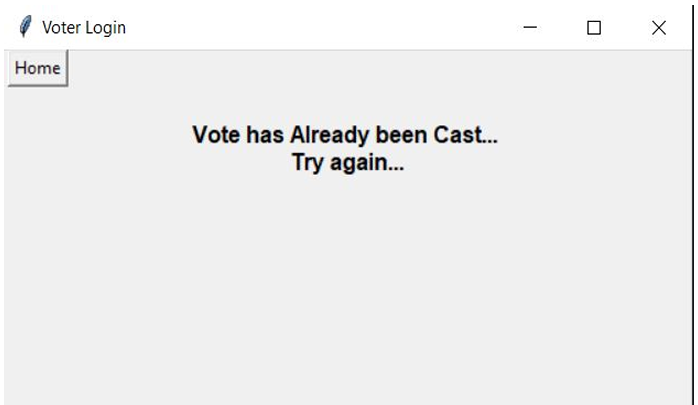 Voter Login
Home
Vote has Already been Cast...
Try again...